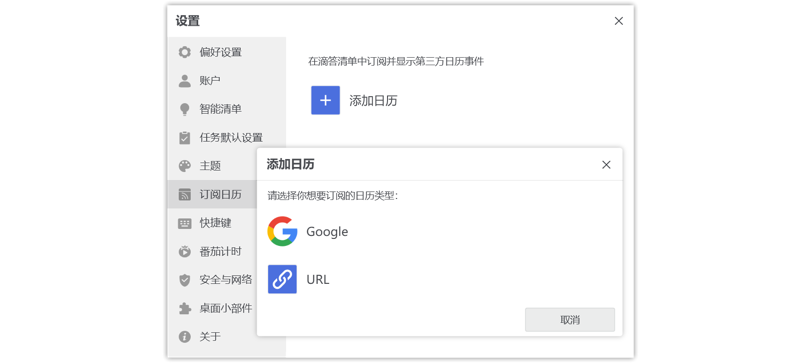 设置
偏好设置
账户
智能清单
任务默认设置
主题
订阅日历
快捷键
番茄计时
安全与网络
桌面小部件
关于
在滴答清单中订阅并显示第三方日历事件
添加日历
添加日历
请选择你想要订阅的日历类型：
Google
URL
取消